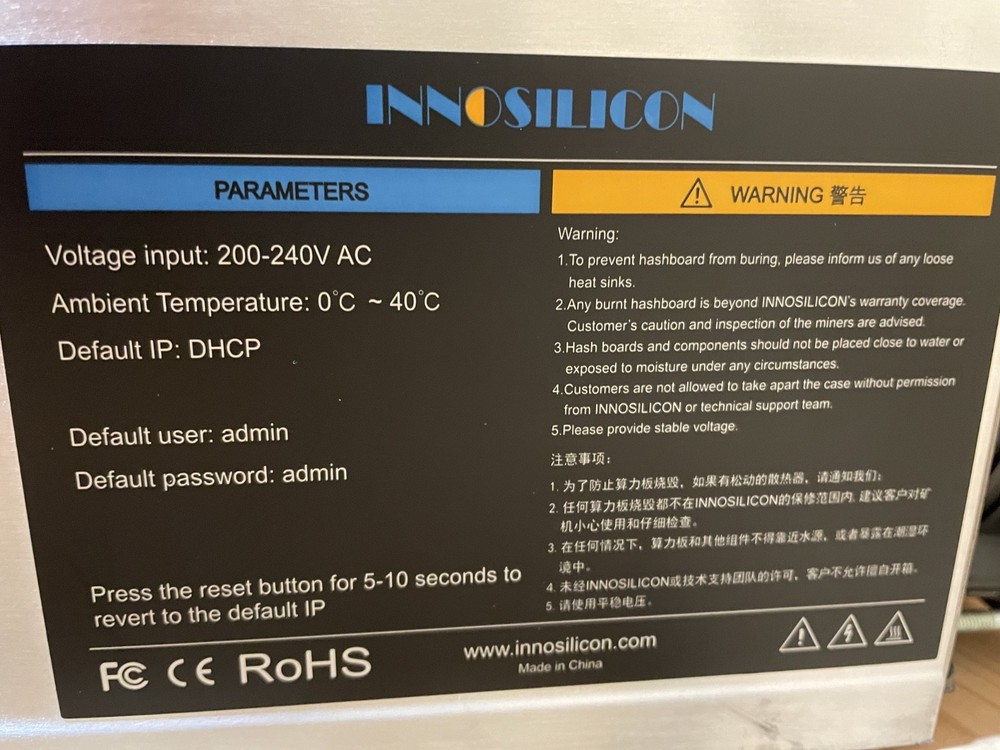 INNOSILICON
PARAMETERS
Voltage input: 200-240V AC
Ambient Temperature: 0°C ~ 40°C
Default IP: DHCP
Default user: admin
Default password: admin
Press the reset button for 5-10 seconds to
revert to the default IP
WARNING 警告
Warning:
1.To prevent hashboard from buring, please inform us of any loose
heat sinks.
2.Any burnt hashboard is beyond INNOSILICON's warranty coverage.
Customer's caution and inspection of the miners are advised.
3.Hash boards and components should not be placed close to water or
exposed to moisture under any circumstances.
4.Customers are not allowed to take apart the case without permission
from INNOSILICON or technical support team.
5.Please provide stable voltage.
注意事项：
1. 为了防止算力板烧毁，如果有松动的散热器，请通知我们；
2. 任何算力板烧毁都不在INNOSILICON的保修范围内. 建议客户对矿
机小心使用和仔细检查。
3. 在任何情况下，算力板和其他组件不得靠近水源，或者暴露在潮湿环
境中。
4. 未经INNOSILICON或技术支持团队的许可，客户不允许擅自开箱。
5. 请使用平稳电压。
FC CE RoHS
www.innosilicon.com
Made in China